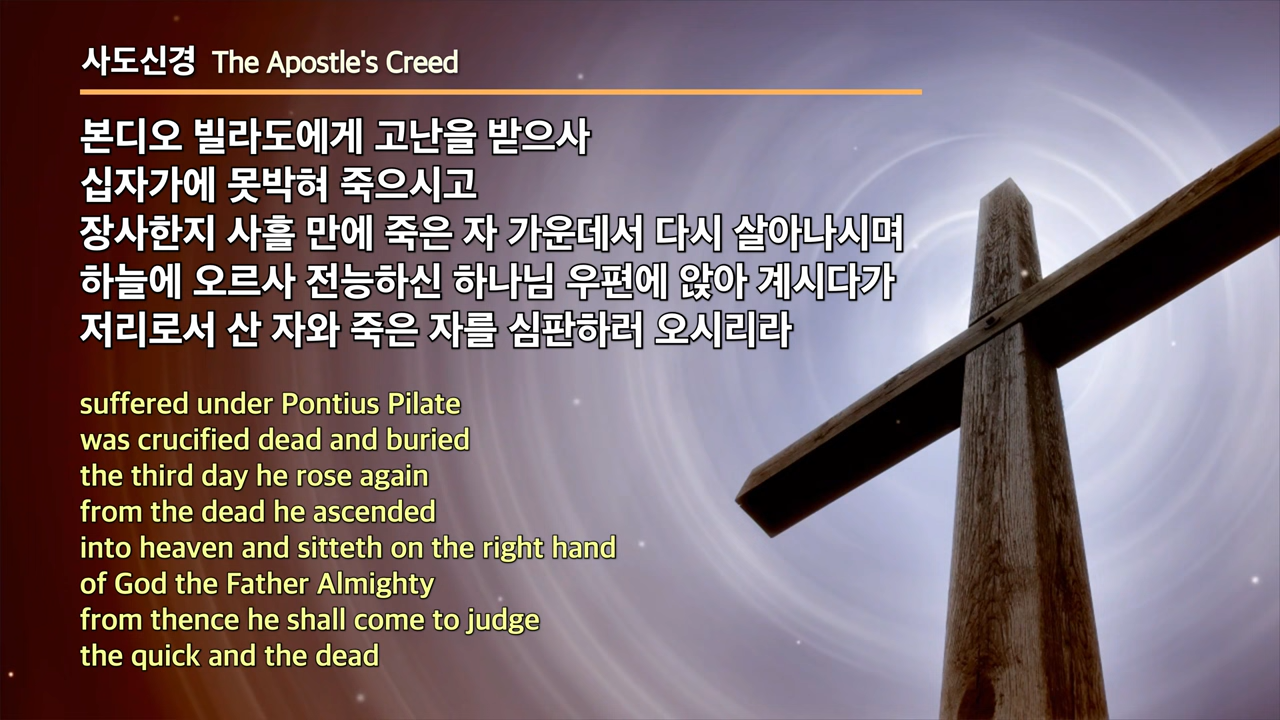 사도신경 The Apostle's Creed
본디오 빌라도에게 고난을 받으사
십자가에 못박혀 죽으시고
장사한지 사흘 만에 죽은 자 가운데서 다시 살아나시며
하늘에 오르사 전능하신 하나님 우편에 앉아 계시다가
저리로서 산 자와 죽은 자를 심판하러 오시리라
suffered under Pontius Pilate
was crucified dead and buried
the third day he rose again
from the dead he ascended
into heaven and sitteth on the right hand
of God the Father Almighty
from thence he shall come to judge
the quick and the dead